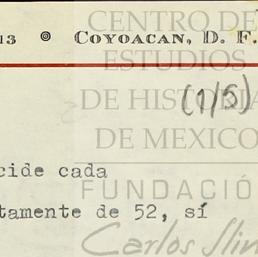 CENTRO DE
13 ◎ COYOACAN, D. F.
ESTUDIOS
DE HISTORIA
(1/5)
DE MEXICO
cide cada
FUNDACIÓ
tamente de 52, sí
Carlos Slim